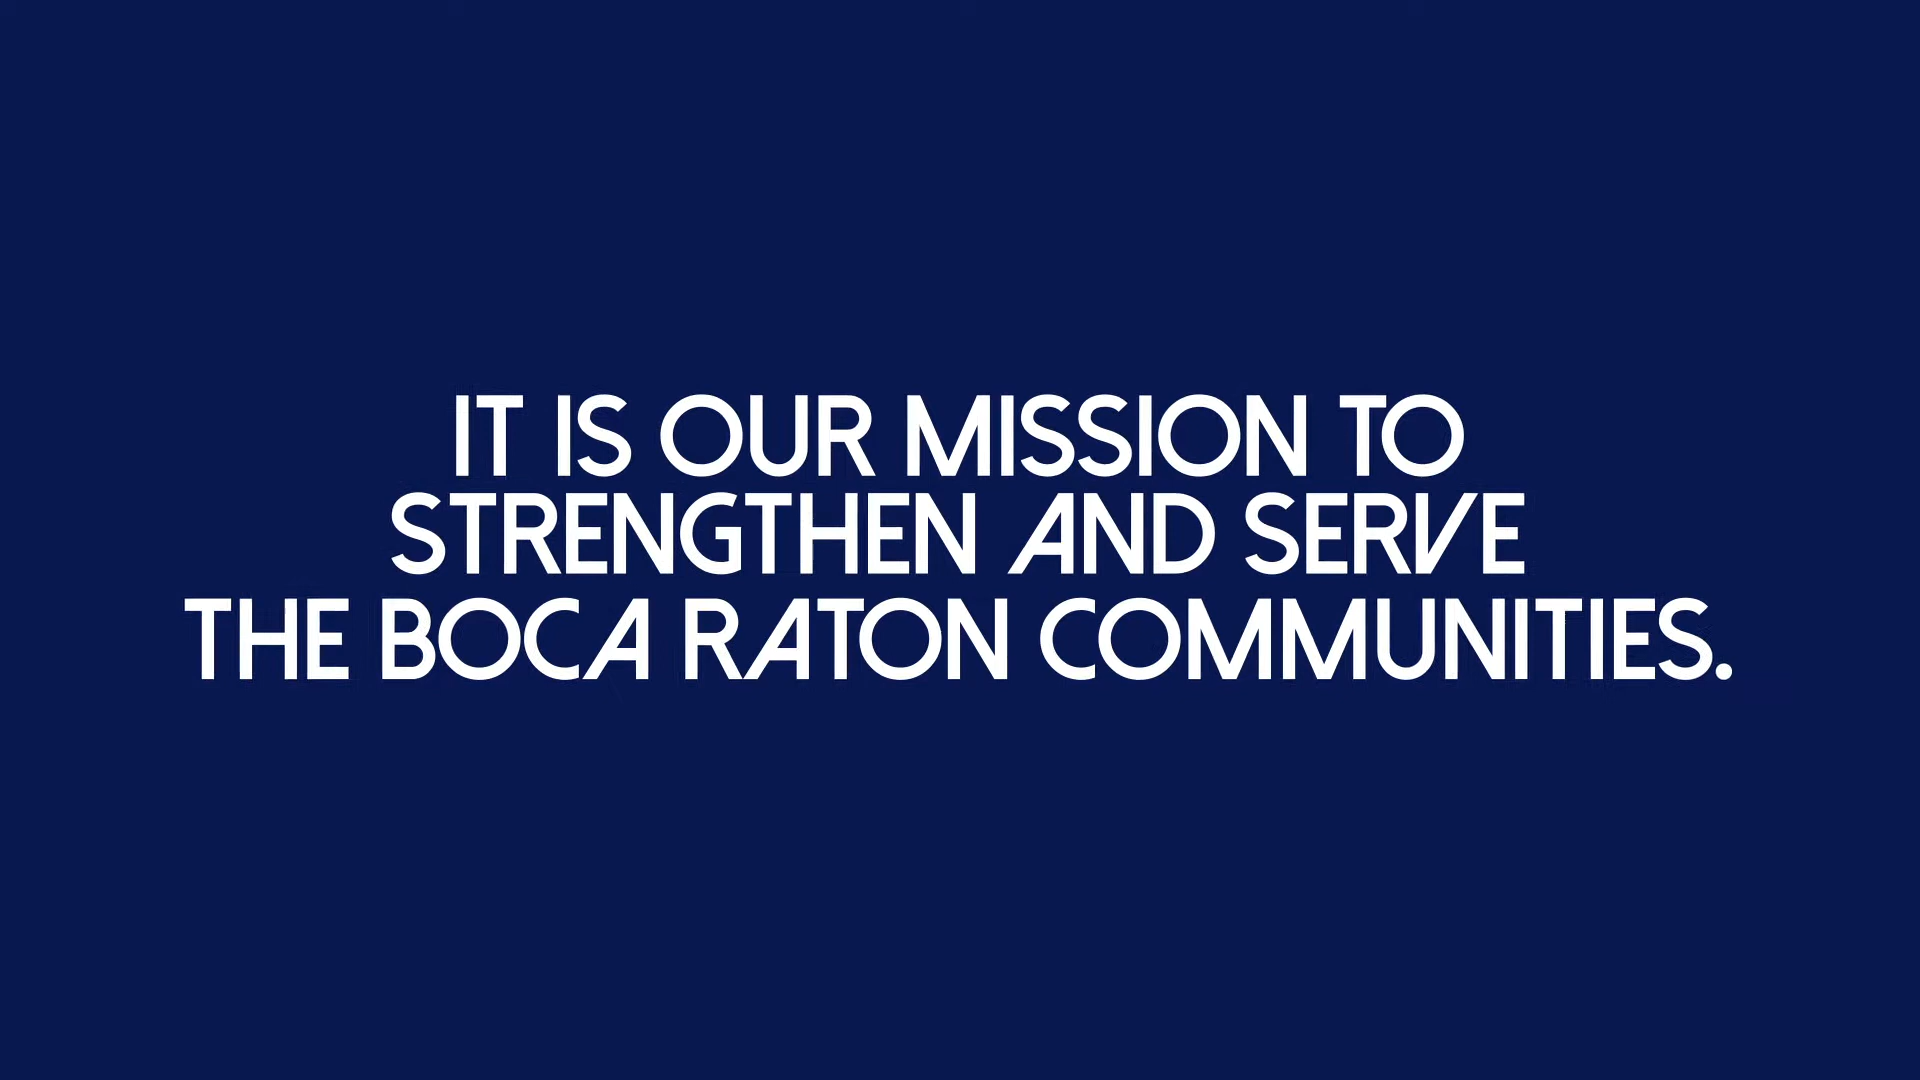 IT IS OUR MISSION TO
STRENGTHEN AND SERVE
THE BOCA RATON COMMUNITIES.